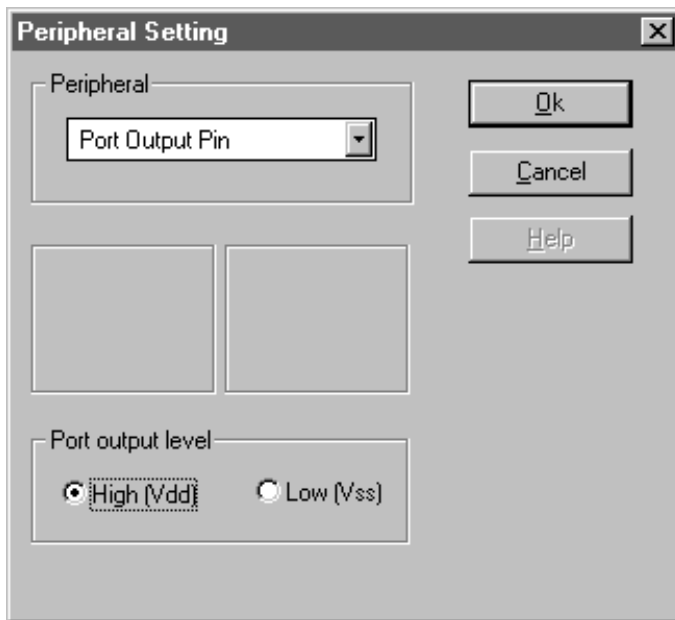 Peripheral Setting
Peripheral
Port Output Pin
Ok
Cancel
Help
Port output level
High (Vdd)
Low (Vss)